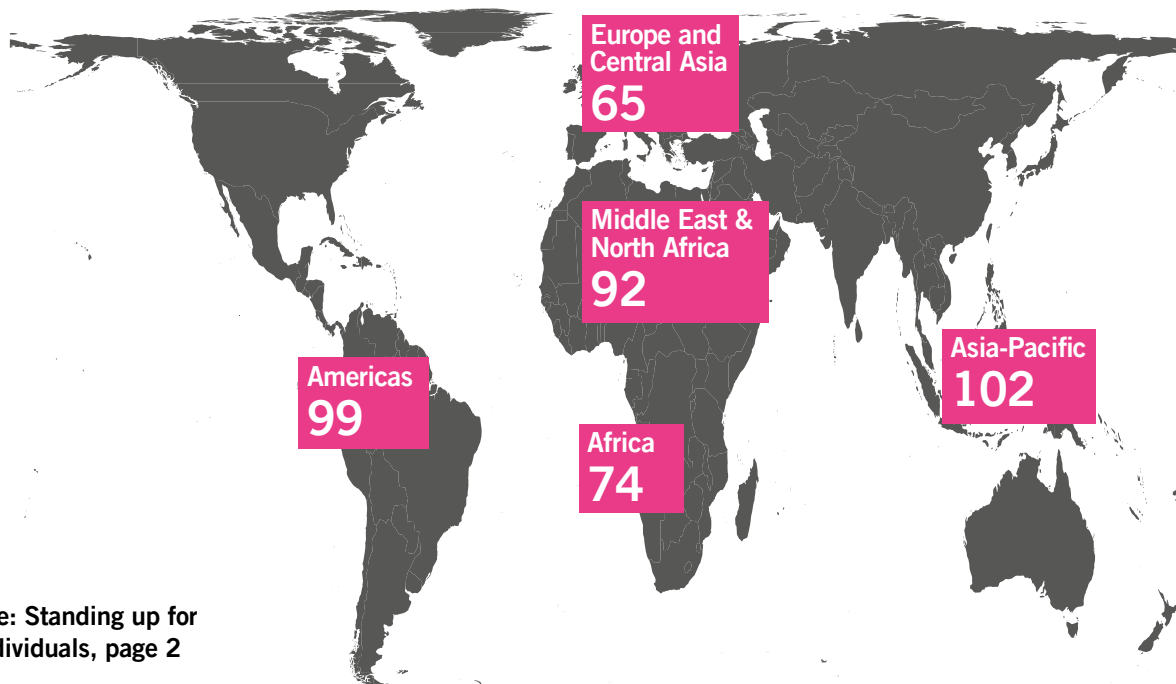 Europe and
Central Asia
65
Middle East &
North Africa
92
Americas
99
Asia-Pacific
102
Africa
74
e: Standing up for
dividuals, page 2